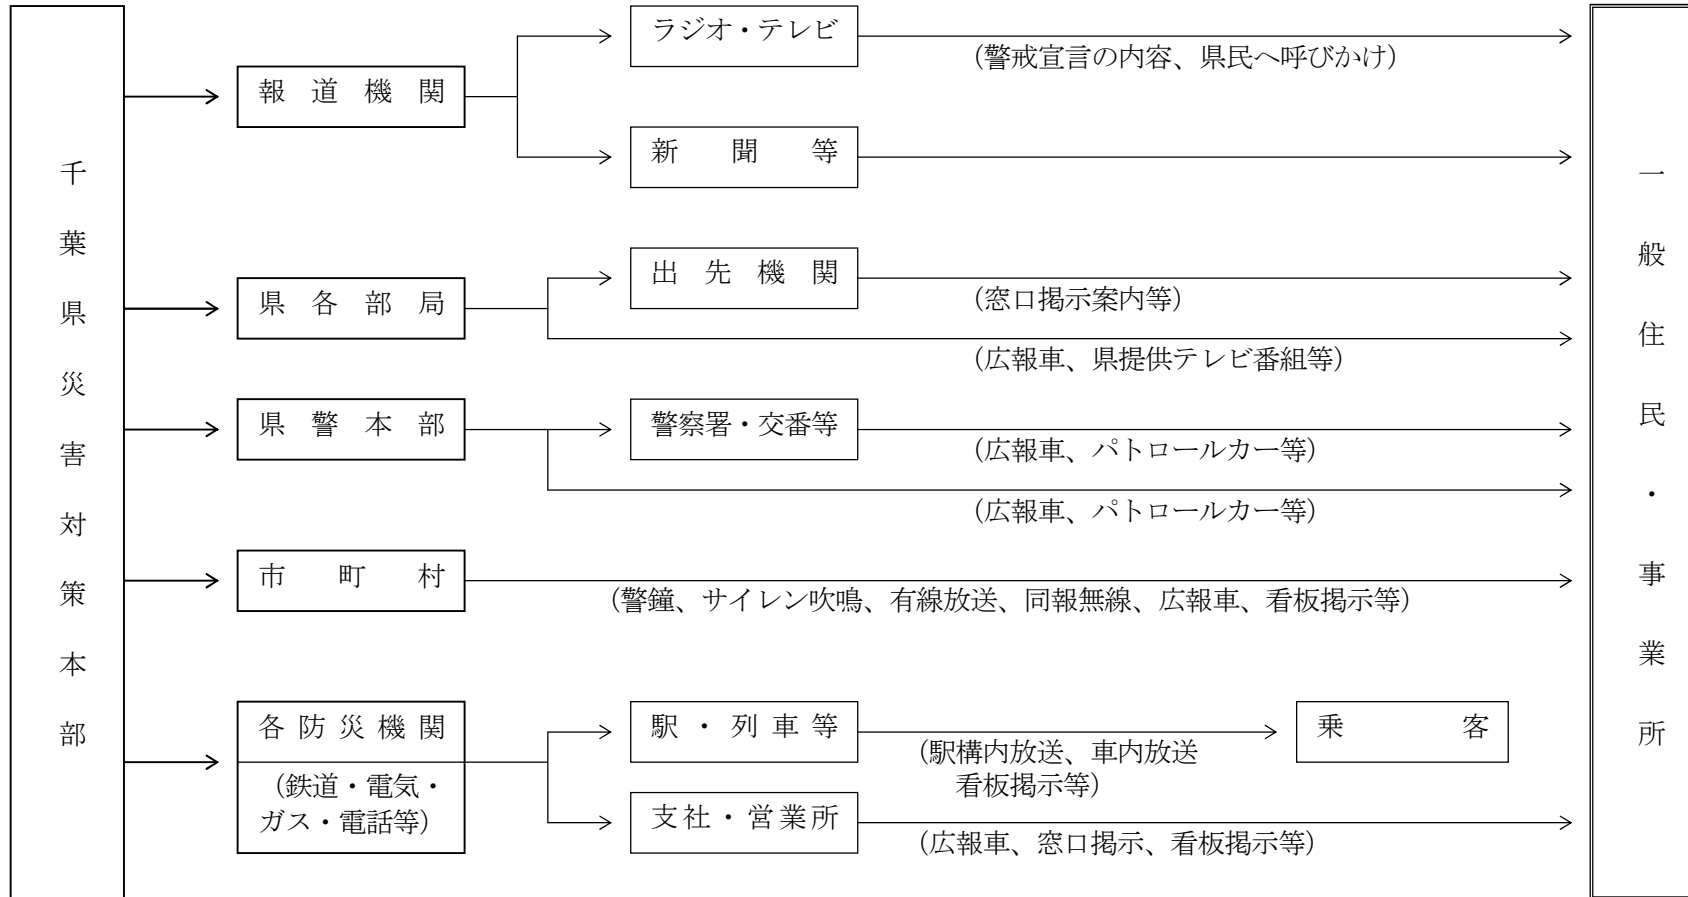 千葉県災害対策本部
報道機関
ラジオ・テレビ
(警戒宣言の内容、県民へ呼びかけ)
新聞等
県各部局
出先機関
(窓口掲示案内等)
(広報車、県提供テレビ番組等)
県警本部
警察署・交番等
(広報車、パトロールカー等)
(広報車、パトロールカー等)
市町村
(警鐘、サイレン吹鳴、有線放送、同報無線、広報車、看板掲示等)
各防災機関
(鉄道・電気・
ガス・電話等)
駅・列車等
(駅構内放送、車内放送
看板掲示等)
乗客
支社・営業所
(広報車、窓口掲示、看板掲示等)
一般住民・事業所